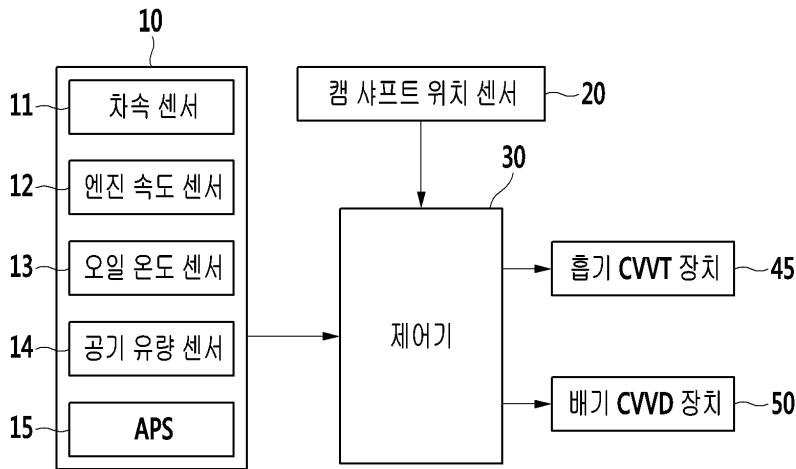 10
11
차속 센서
12
엔진 속도 센서
13
오일 온도 센서
14
공기 유량 센서
15
APS
캠 샤프트 위치 센서
20
30
제어기
흡기 CVVT 장치
45
배기 CVVD 장치
50